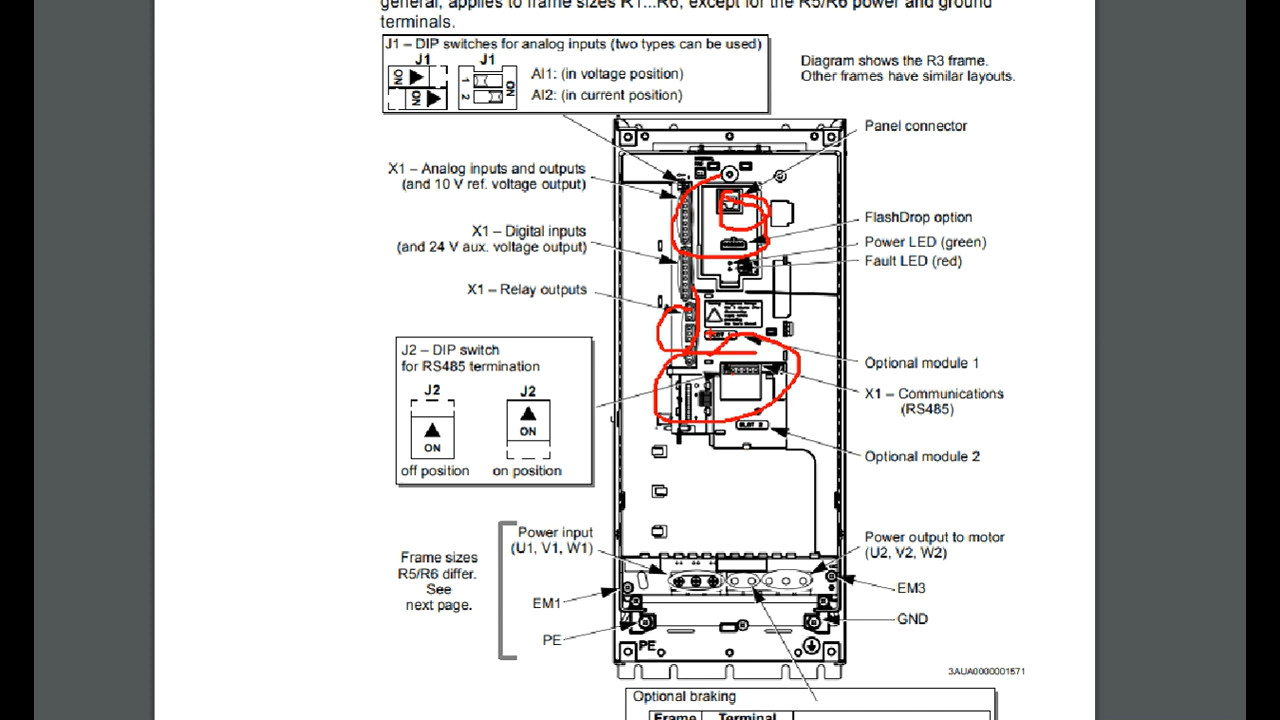 general, applies to frame sizes R1...R6, except for the R5/R6 power and ground
terminals.
J1 – DIP switches for analog inputs (two types can be used)
J1
J1
ON
ON
1
2
ON
AI1: (in voltage position)
AI2: (in current position)
Diagram shows the R3 frame.
Other frames have similar layouts.
Panel connector
X1 – Analog inputs and outputs
(and 10 V ref. voltage output)
FlashDrop option
X1 – Digital inputs
(and 24 V aux. voltage output)
Power LED (green)
Fault LED (red)
X1 – Relay outputs
J2 – DIP switch
for RS485 termination
J2
J2
ON
ON
off position
on position
Optional module 1
X1 – Communications
(RS485)
SLOT 2
Optional module 2
Power input
(U1, V1, W1)
Power output to motor
(U2, V2, W2)
Frame sizes
R5/R6 differ.
See
next page.
EM1
EM3
PE
GND
PE
3AUA0000001571
Optional braking
Frame
Terminal